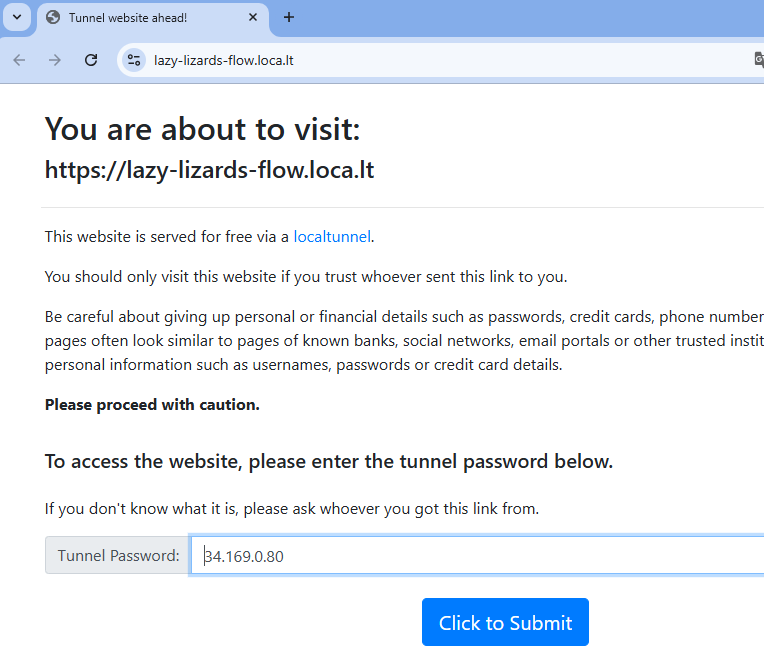 Tunnel website ahead!
lazy-lizards-flow.loca.lt
You are about to visit:
https://lazy-lizards-flow.loca.lt
This website is served for free via a localtunnel.
You should only visit this website if you trust whoever sent this link to you.
Be careful about giving up personal or financial details such as passwords, credit cards, phone number
pages often look similar to pages of known banks, social networks, email portals or other trusted instit
personal information such as usernames, passwords or credit card details.
Please proceed with caution.
To access the website, please enter the tunnel password below.
If you don't know what it is, please ask whoever you got this link from.
Tunnel Password: 34.169.0.80
Click to Submit